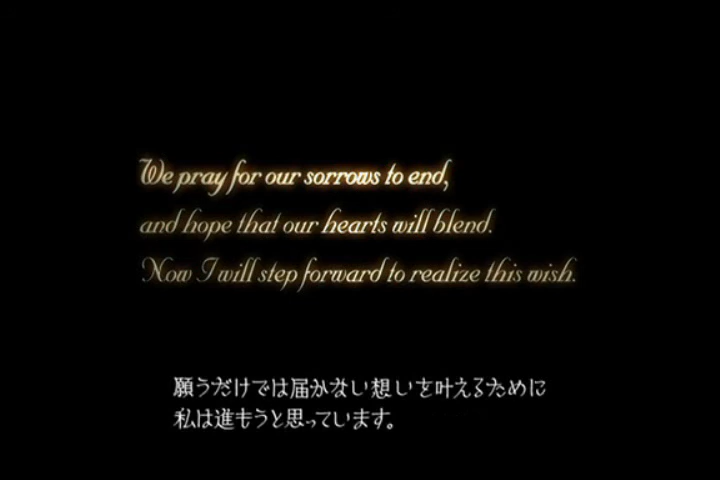 We pray for our sorrows to end,
and hope that our hearts will blend.
Now I will step forward to realize this wish.
願うだけでは届かない想いを叶えるために
私は進もうと思っています。